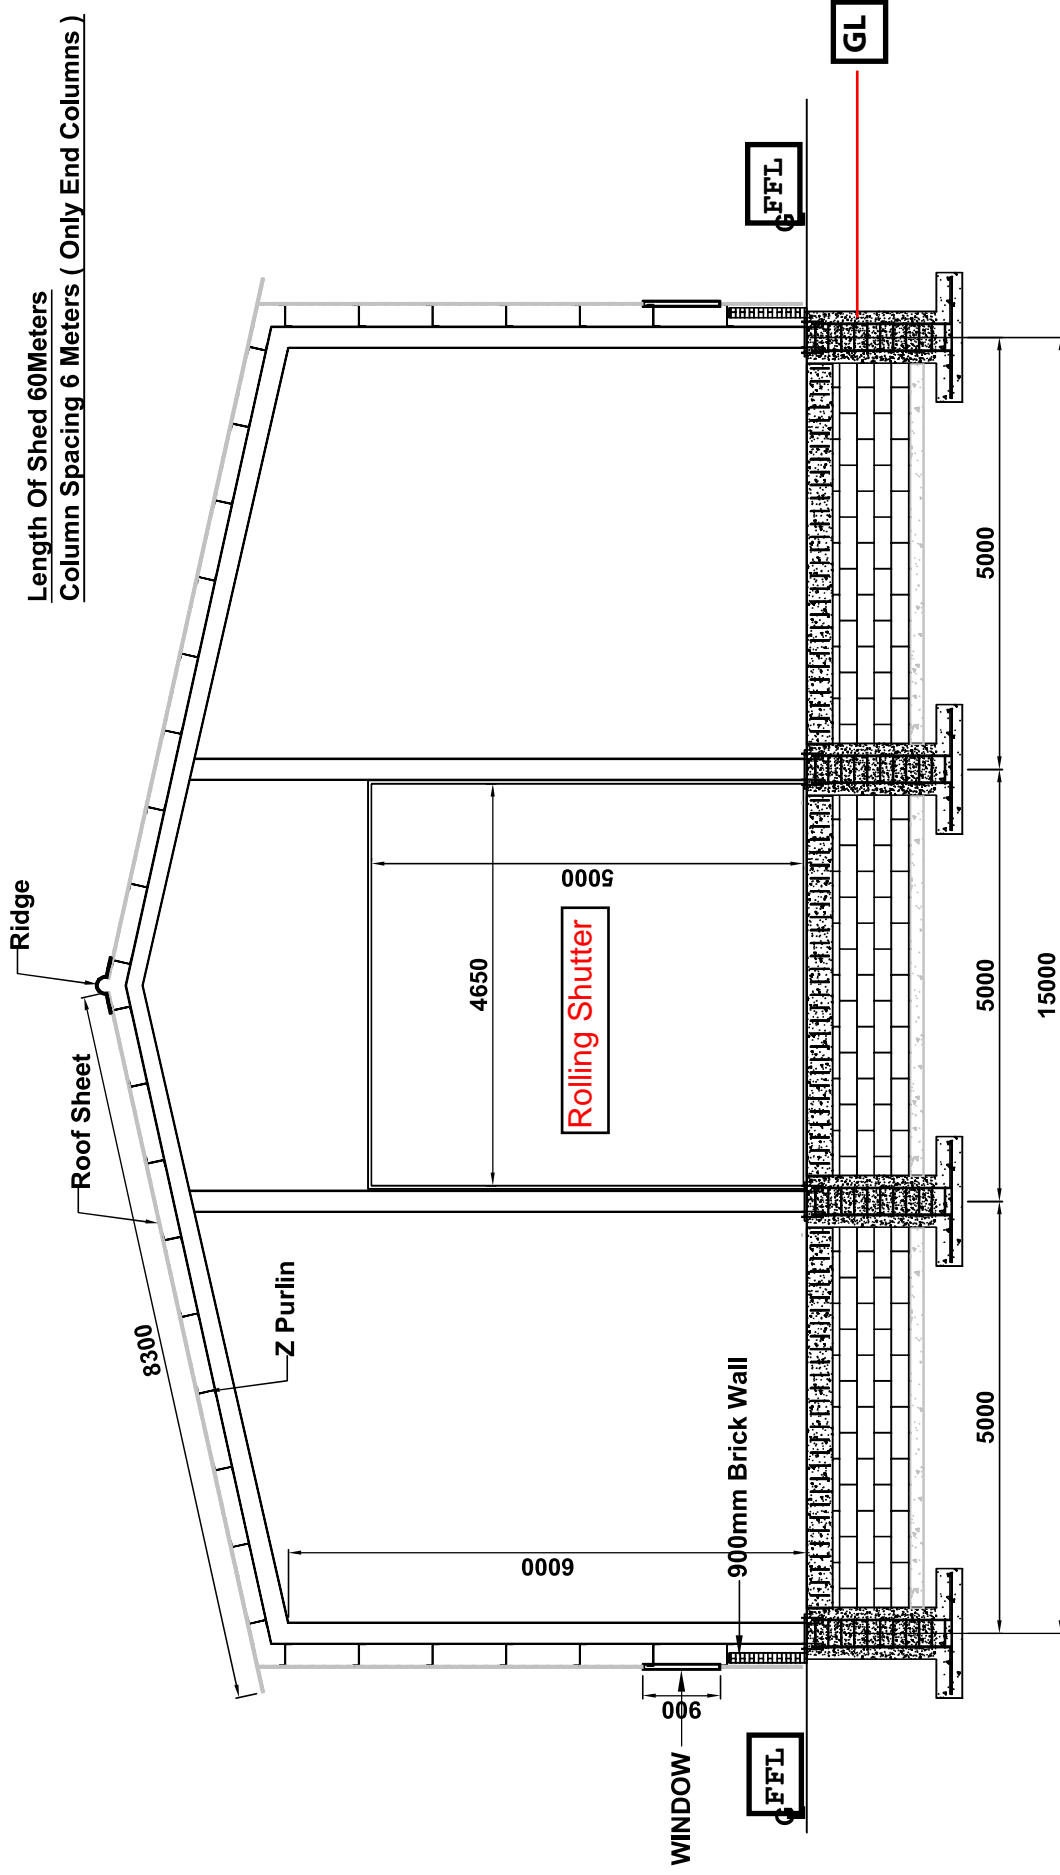 Length Of Shed 60Meters
Column Spacing 6 Meters ( Only End Columns )
Ridge
Roof Sheet
8300
Z Purlin
4650
5000
Rolling Shutter
6000
900mm Brick Wall
900
WINDOW
FFL
G
FFL
G
GL
5000
5000
5000
15000